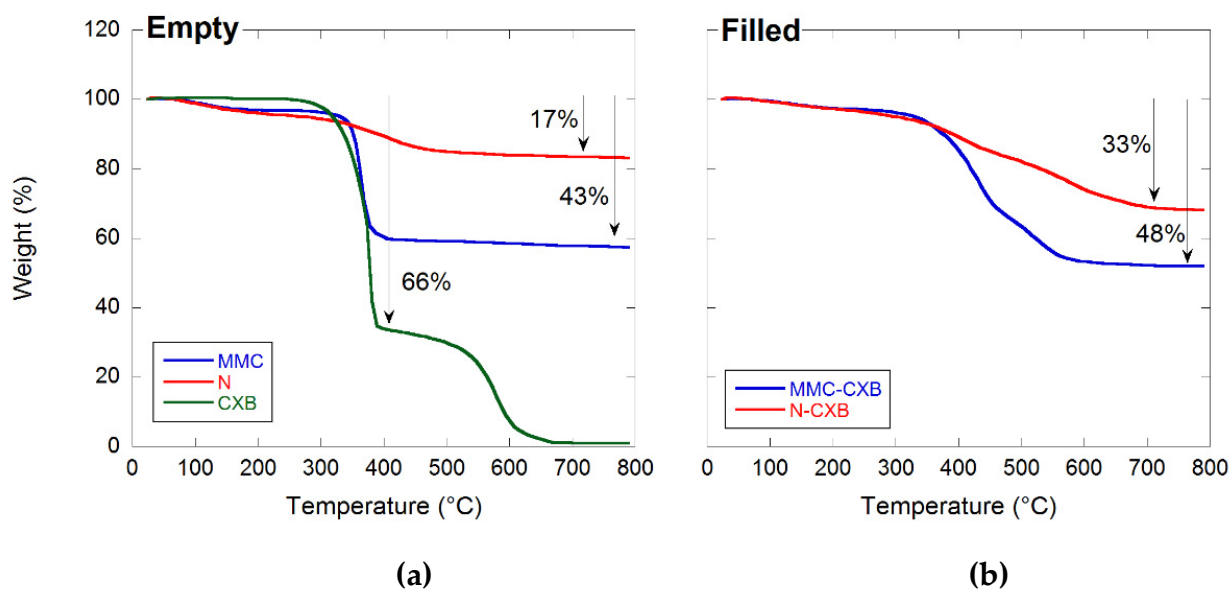 Empty
120
100
80
60
40
20
0
Weight (%)
17%
43%
66%
MMC
N
CXB
0 100 200 300 400 500 600 700 800
Temperature (°C)
(a)
Filled
33%
48%
MMC-CXB
N-CXB
0 100 200 300 400 500 600 700 800
Temperature (°C)
(b)